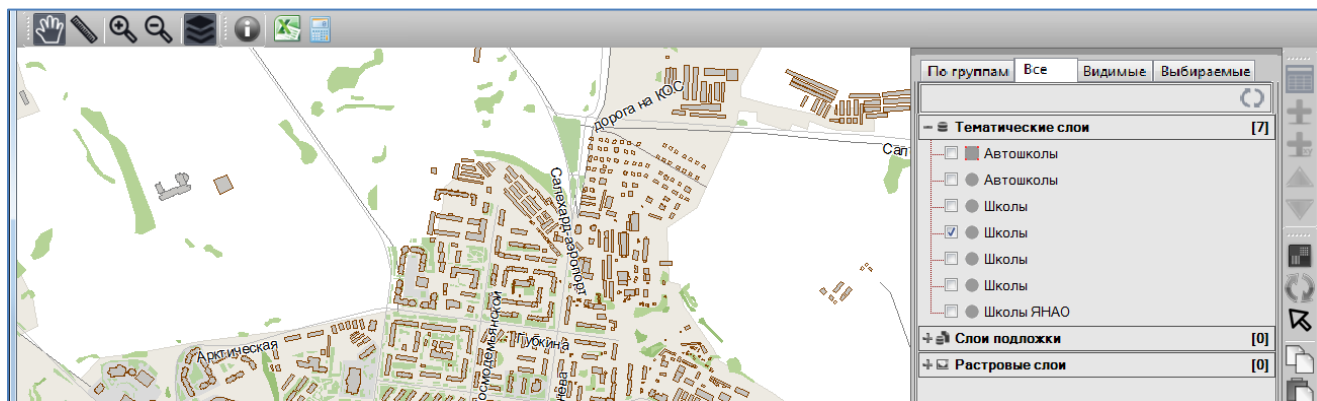 По группам Все Видимые Выбираемые
Тематические слои [7]
Автошколы
Автошколы
Школы
Школы
Школы
Школы
Школы ЯНАО
Слои подложки [0]
Растровые слои [0]
дорога на КОС
Салехард-аэропорт
Губкина
Арктическая